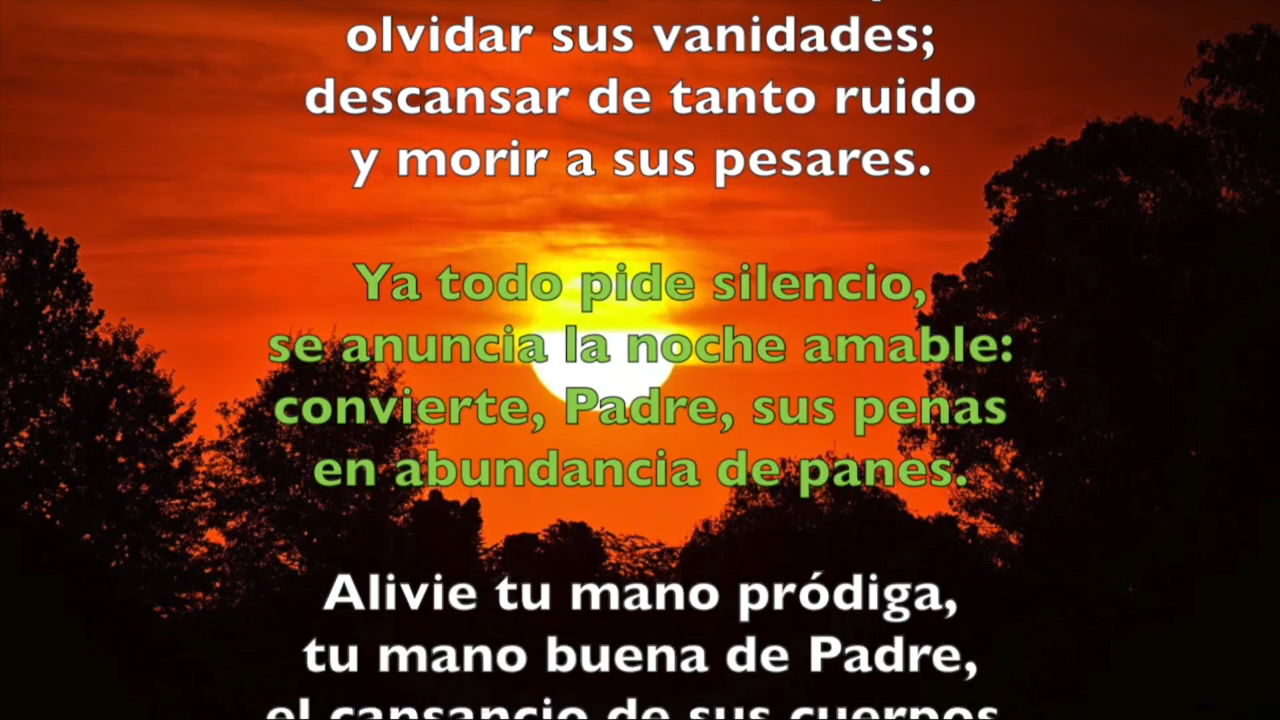 olvidar sus vanidades;
descansar de tanto ruido
y morir a sus pesares.
Ya todo pide silencio,
se anuncia la noche amable:
convierte, Padre, sus penas
en abundancia de panes.
Alivie tu mano pródiga,
tu mano buena de Padre,
el cansancio de sus cuerpos